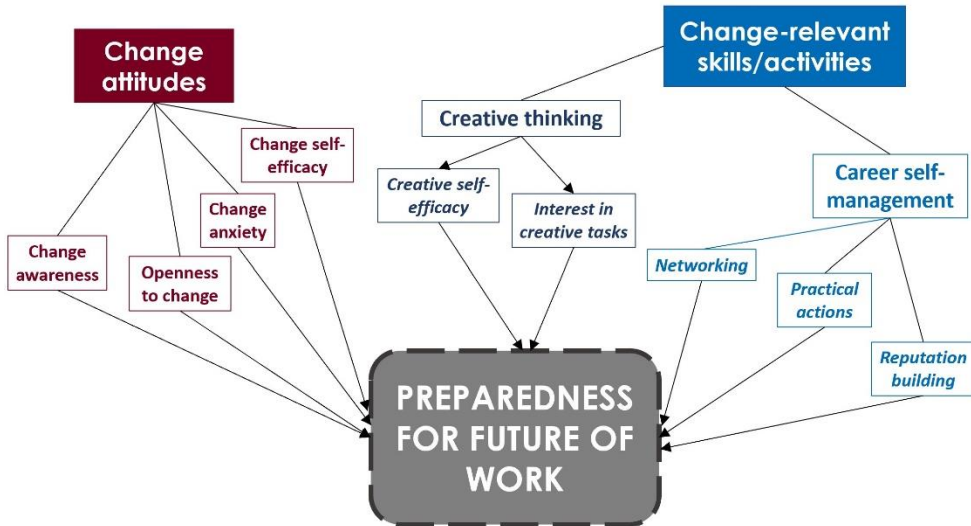 Change
attitudes
Change-relevant
skills/activities
Creative thinking
Change self-
efficacy
Creative self-
efficacy
Career self-
management
Change
anxiety
Interest in
creative tasks
Change
awareness
Openness
to change
Networking
Practical
actions
Reputation
building
PREPAREDNESS
FOR FUTURE OF
WORK